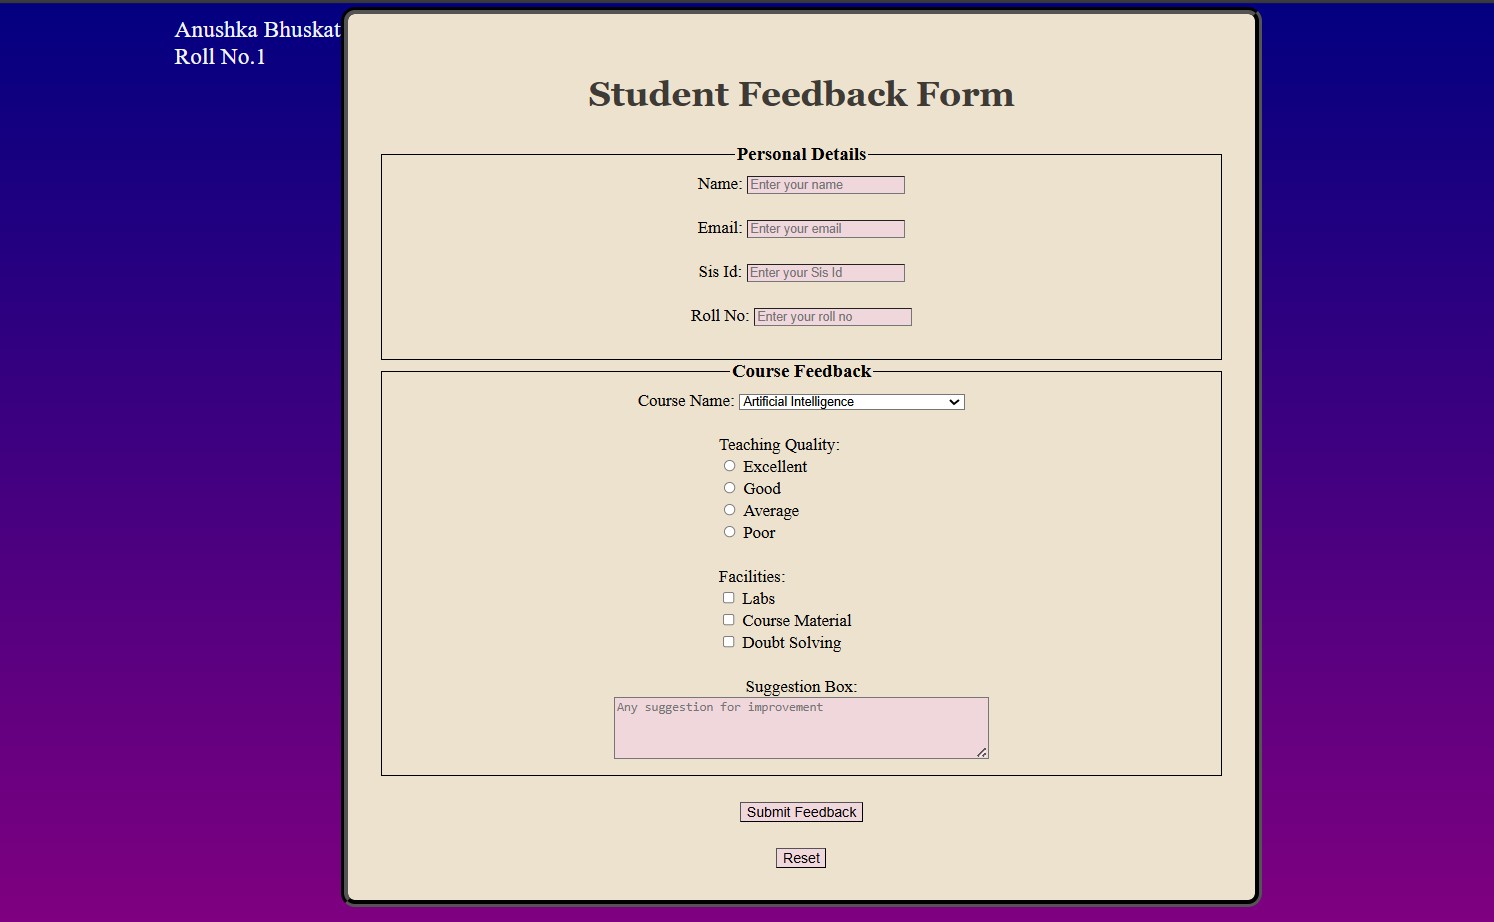 Anushka Bhuskat
Roll No.1
Student Feedback Form
Personal Details
Name: Enter your name
Email: Enter your email
Sis Id: Enter your Sis Id
Roll No: Enter your roll no
Course Feedback
Course Name: Artificial Intelligence
Teaching Quality:
Excellent
Good
Average
Poor
Facilities:
Labs
Course Material
Doubt Solving
Suggestion Box:
Any suggestion for improvement
Submit Feedback
Reset